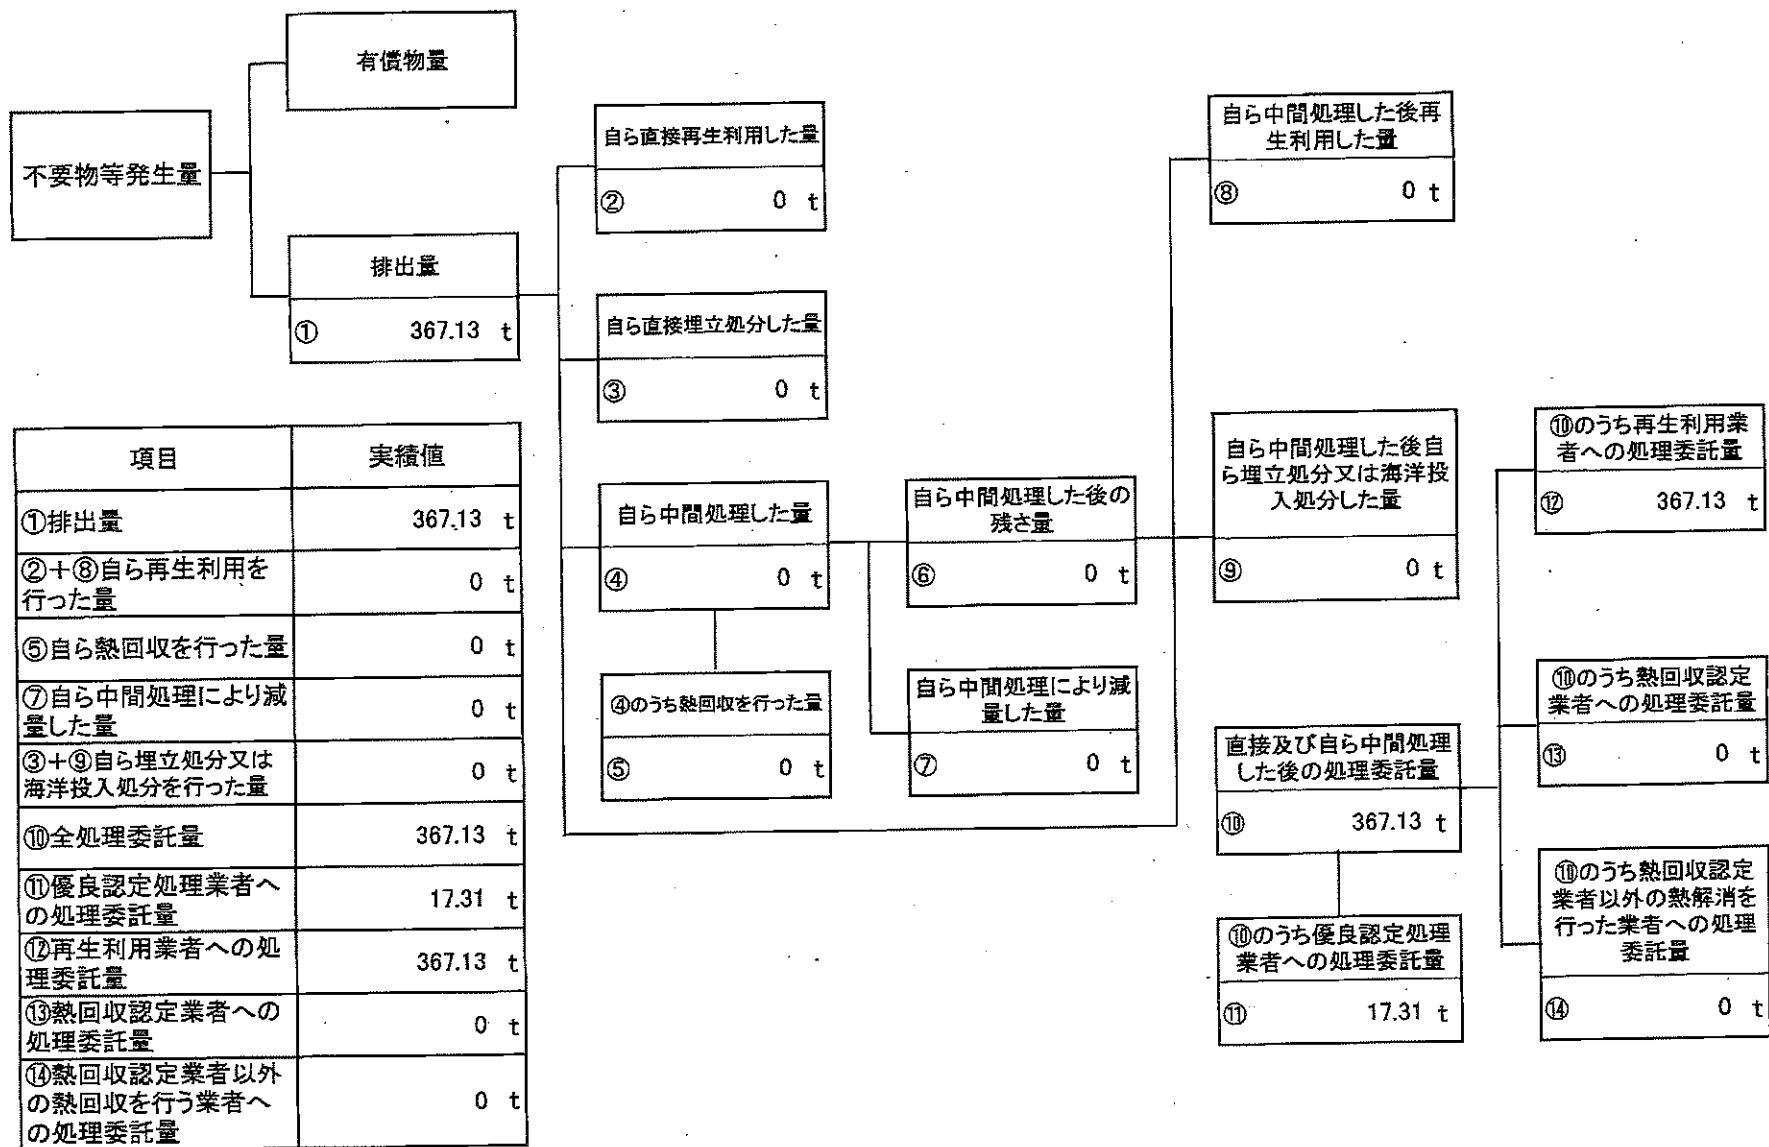 有償物量
不要物等発生量
排出量
① 367.13 t
自ら直接再生利用した量
② 0 t
自ら直接埋立処分した量
③ 0 t
自ら中間処理した量
④ 0 t
④のうち熱回収を行った量
⑤ 0 t
自ら中間処理した後の
残さ量
⑥ 0 t
自ら中間処理により減
量した量
⑦ 0 t
自ら中間処理した後再
生利用した量
⑧ 0 t
自ら中間処理した後自
ら埋立処分又は海洋投
入処分した量
⑨ 0 t
直接及び自ら中間処理
した後の処理委託量
⑩ 367.13 t
⑩のうち優良認定処理
業者への処理委託量
⑪ 17.31 t
⑩のうち再生利用業
者への処理委託量
⑫ 367.13 t
⑩のうち熱回収認定
業者への処理委託量
⑬ 0 t
⑩のうち熱回収認定
業者以外の熱解消を
行った業者への処理
委託量
⑭ 0 t
項目 実績値
①排出量 367.13 t
②+⑧自ら再生利用を
行った量 0 t
⑤自ら熱回収を行った量 0 t
⑦自ら中間処理により減
量した量 0 t
③+⑨自ら埋立処分又は
海洋投入処分を行った量 0 t
⑩全処理委託量 367.13 t
⑪優良認定処理業者へ
の処理委託量 17.31 t
⑫再生利用業者への処
理委託量 367.13 t
⑬熱回収認定業者への
処理委託量 0 t
⑭熱回収認定業者以外
の熱回収を行う業者へ
の処理委託量 0 t